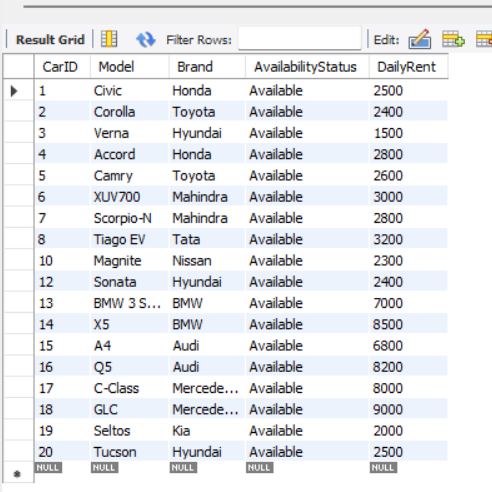 Result Grid Filter Rows: Edit:
CarID Model Brand AvailabilityStatus DailyRent
1 Civic Honda Available 2500
2 Corolla Toyota Available 2400
3 Verna Hyundai Available 1500
4 Accord Honda Available 2800
5 Camry Toyota Available 2600
6 XUV700 Mahindra Available 3000
7 Scorpio-N Mahindra Available 2800
8 Tiago EV Tata Available 3200
10 Magnite Nissan Available 2300
12 Sonata Hyundai Available 2400
13 BMW 3 S... BMW Available 7000
14 X5 BMW Available 8500
15 A4 Audi Available 6800
16 Q5 Audi Available 8200
17 C-Class Mercede... Available 8000
18 GLC Mercede... Available 9000
19 Seltos Kia Available 2000
20 Tucson Hyundai Available 2500
NULL NULL NULL NULL NULL